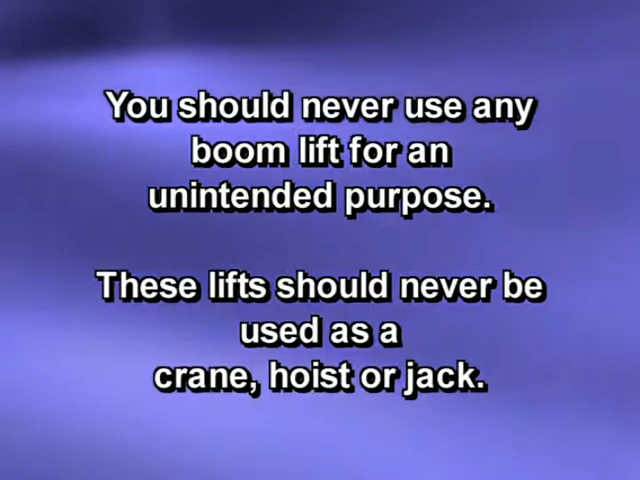 You should never use any
boom lift for an
unintended purpose.
These lifts should never be
used as a
crane, hoist or jack.